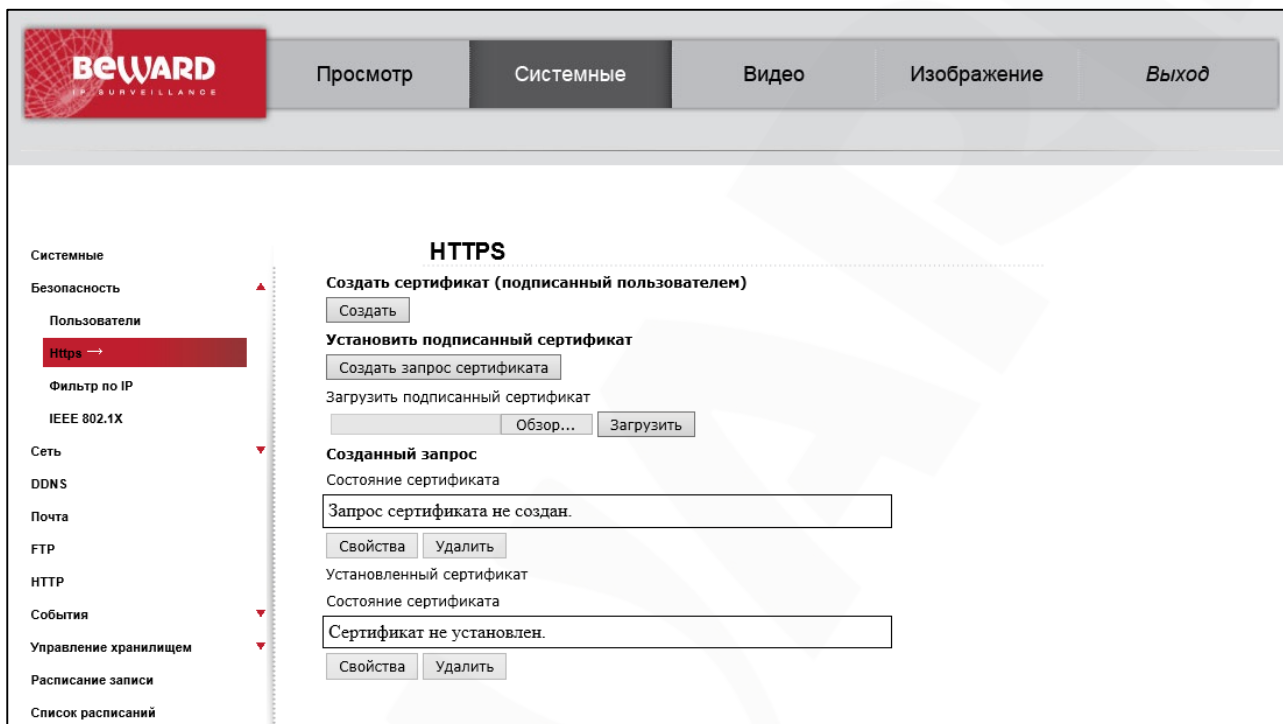 BEWARD
IP SURVEILLANCE
Просмотр
Системные
Видео
Изображение
Выход
Системные
Безопасность
Пользователи
Https →
Фильтр по IP
IEEE 802.1X
Сеть
DDNS
Почта
FTP
HTTP
События
Управление хранилищем
Расписание записи
Список расписаний
HTTPS
Создать сертификат (подписанный пользователем)
Создать
Установить подписанный сертификат
Создать запрос сертификата
Загрузить подписанный сертификат
Обзор... Загрузить
Созданный запрос
Состояние сертификата
Запрос сертификата не создан.
Свойства Удалить
Установленный сертификат
Состояние сертификата
Сертификат не установлен.
Свойства Удалить